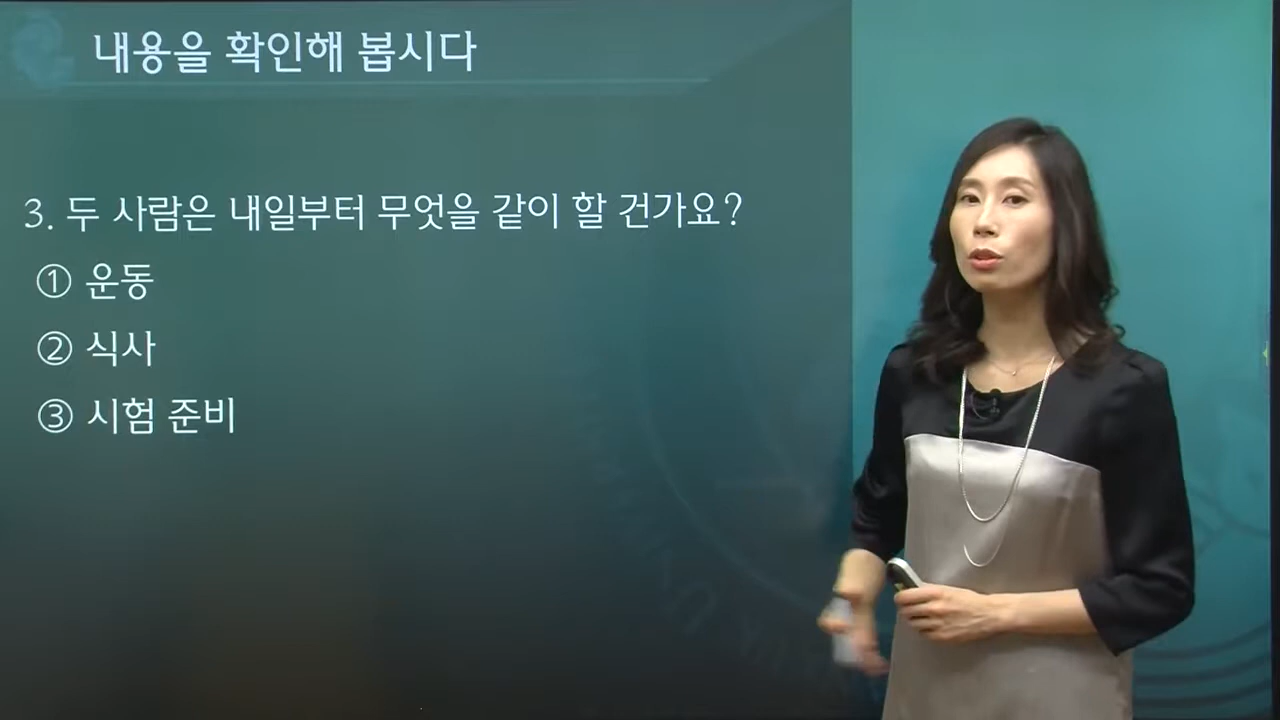 내용을 확인해 봅시다
3. 두 사람은 내일부터 무엇을 같이 할 건가요?
① 운동
② 식사
③ 시험 준비